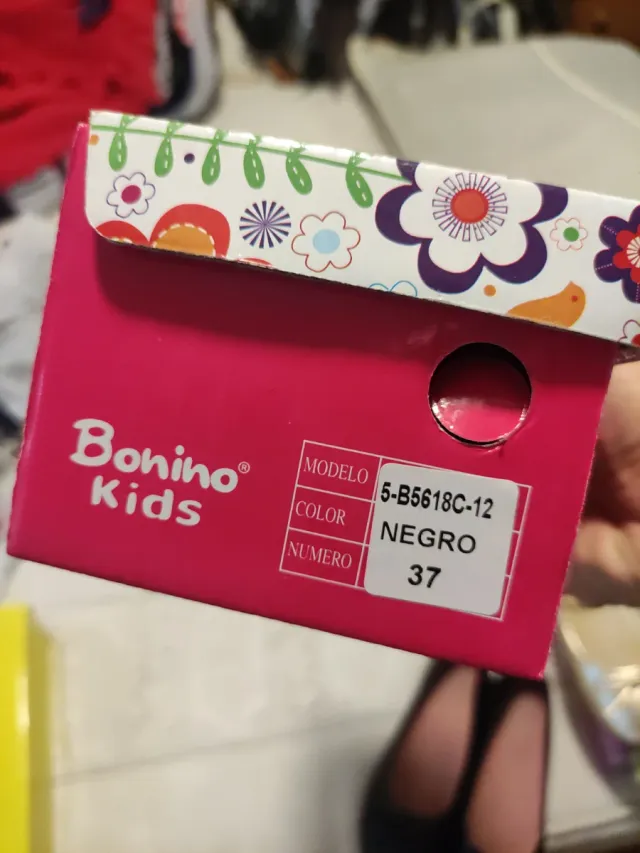 Bonino®
Kids
MODELO 5-B5618C-12
COLOR NEGRO
NUMERO 37